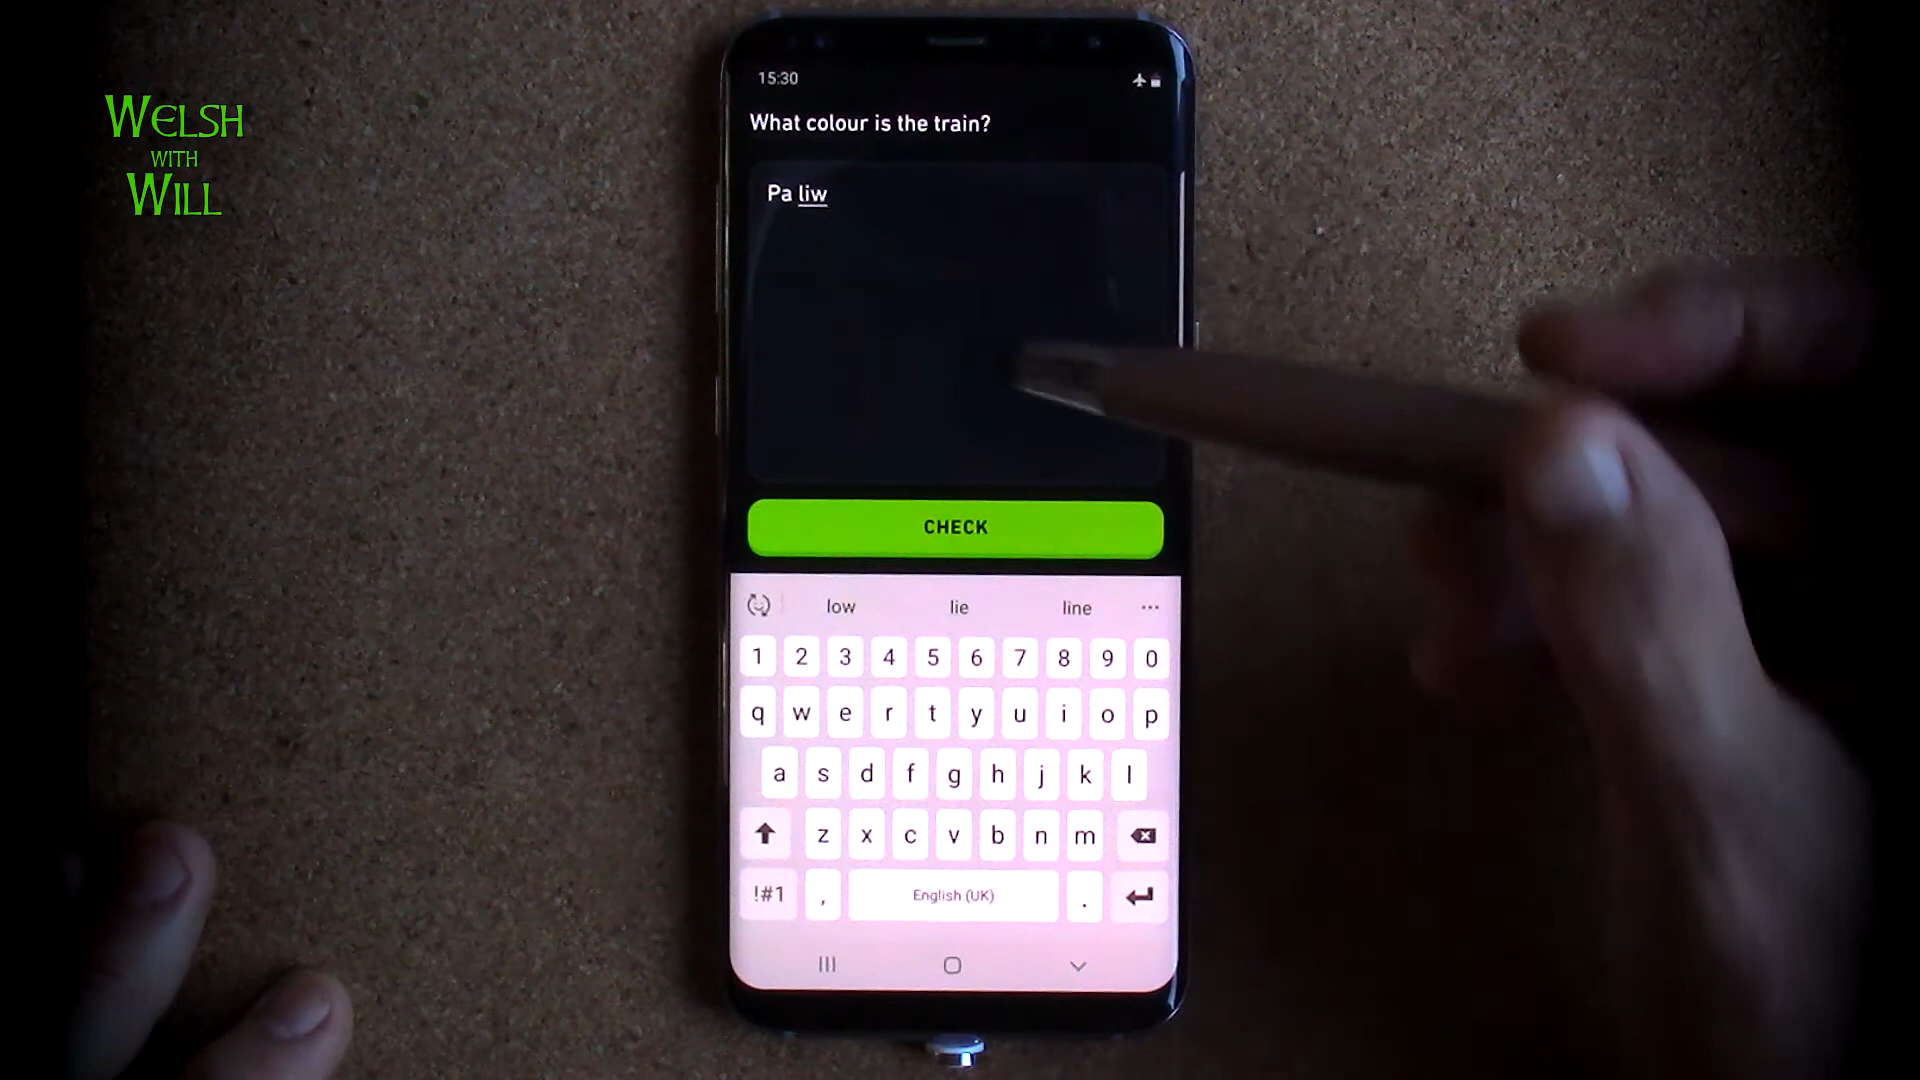 WELSH
WITH
WILL
15:30
What colour is the train?
Pa liw
CHECK
low lie line ...
1 2 3 4 5 6 7 8 9 0
q w e r t y u i o p
a s d f g h j k l
z x c v b n m
!#1 , English (UK) .